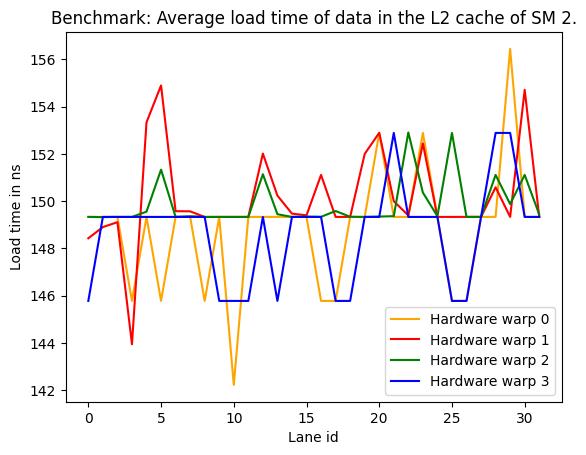 Benchmark: Average load time of data in the L2 cache of SM 2.
Load time in ns
156
154
152
150
148
146
144
142
0 5 10 15 20 25 30
Lane id
Hardware warp 0
Hardware warp 1
Hardware warp 2
Hardware warp 3